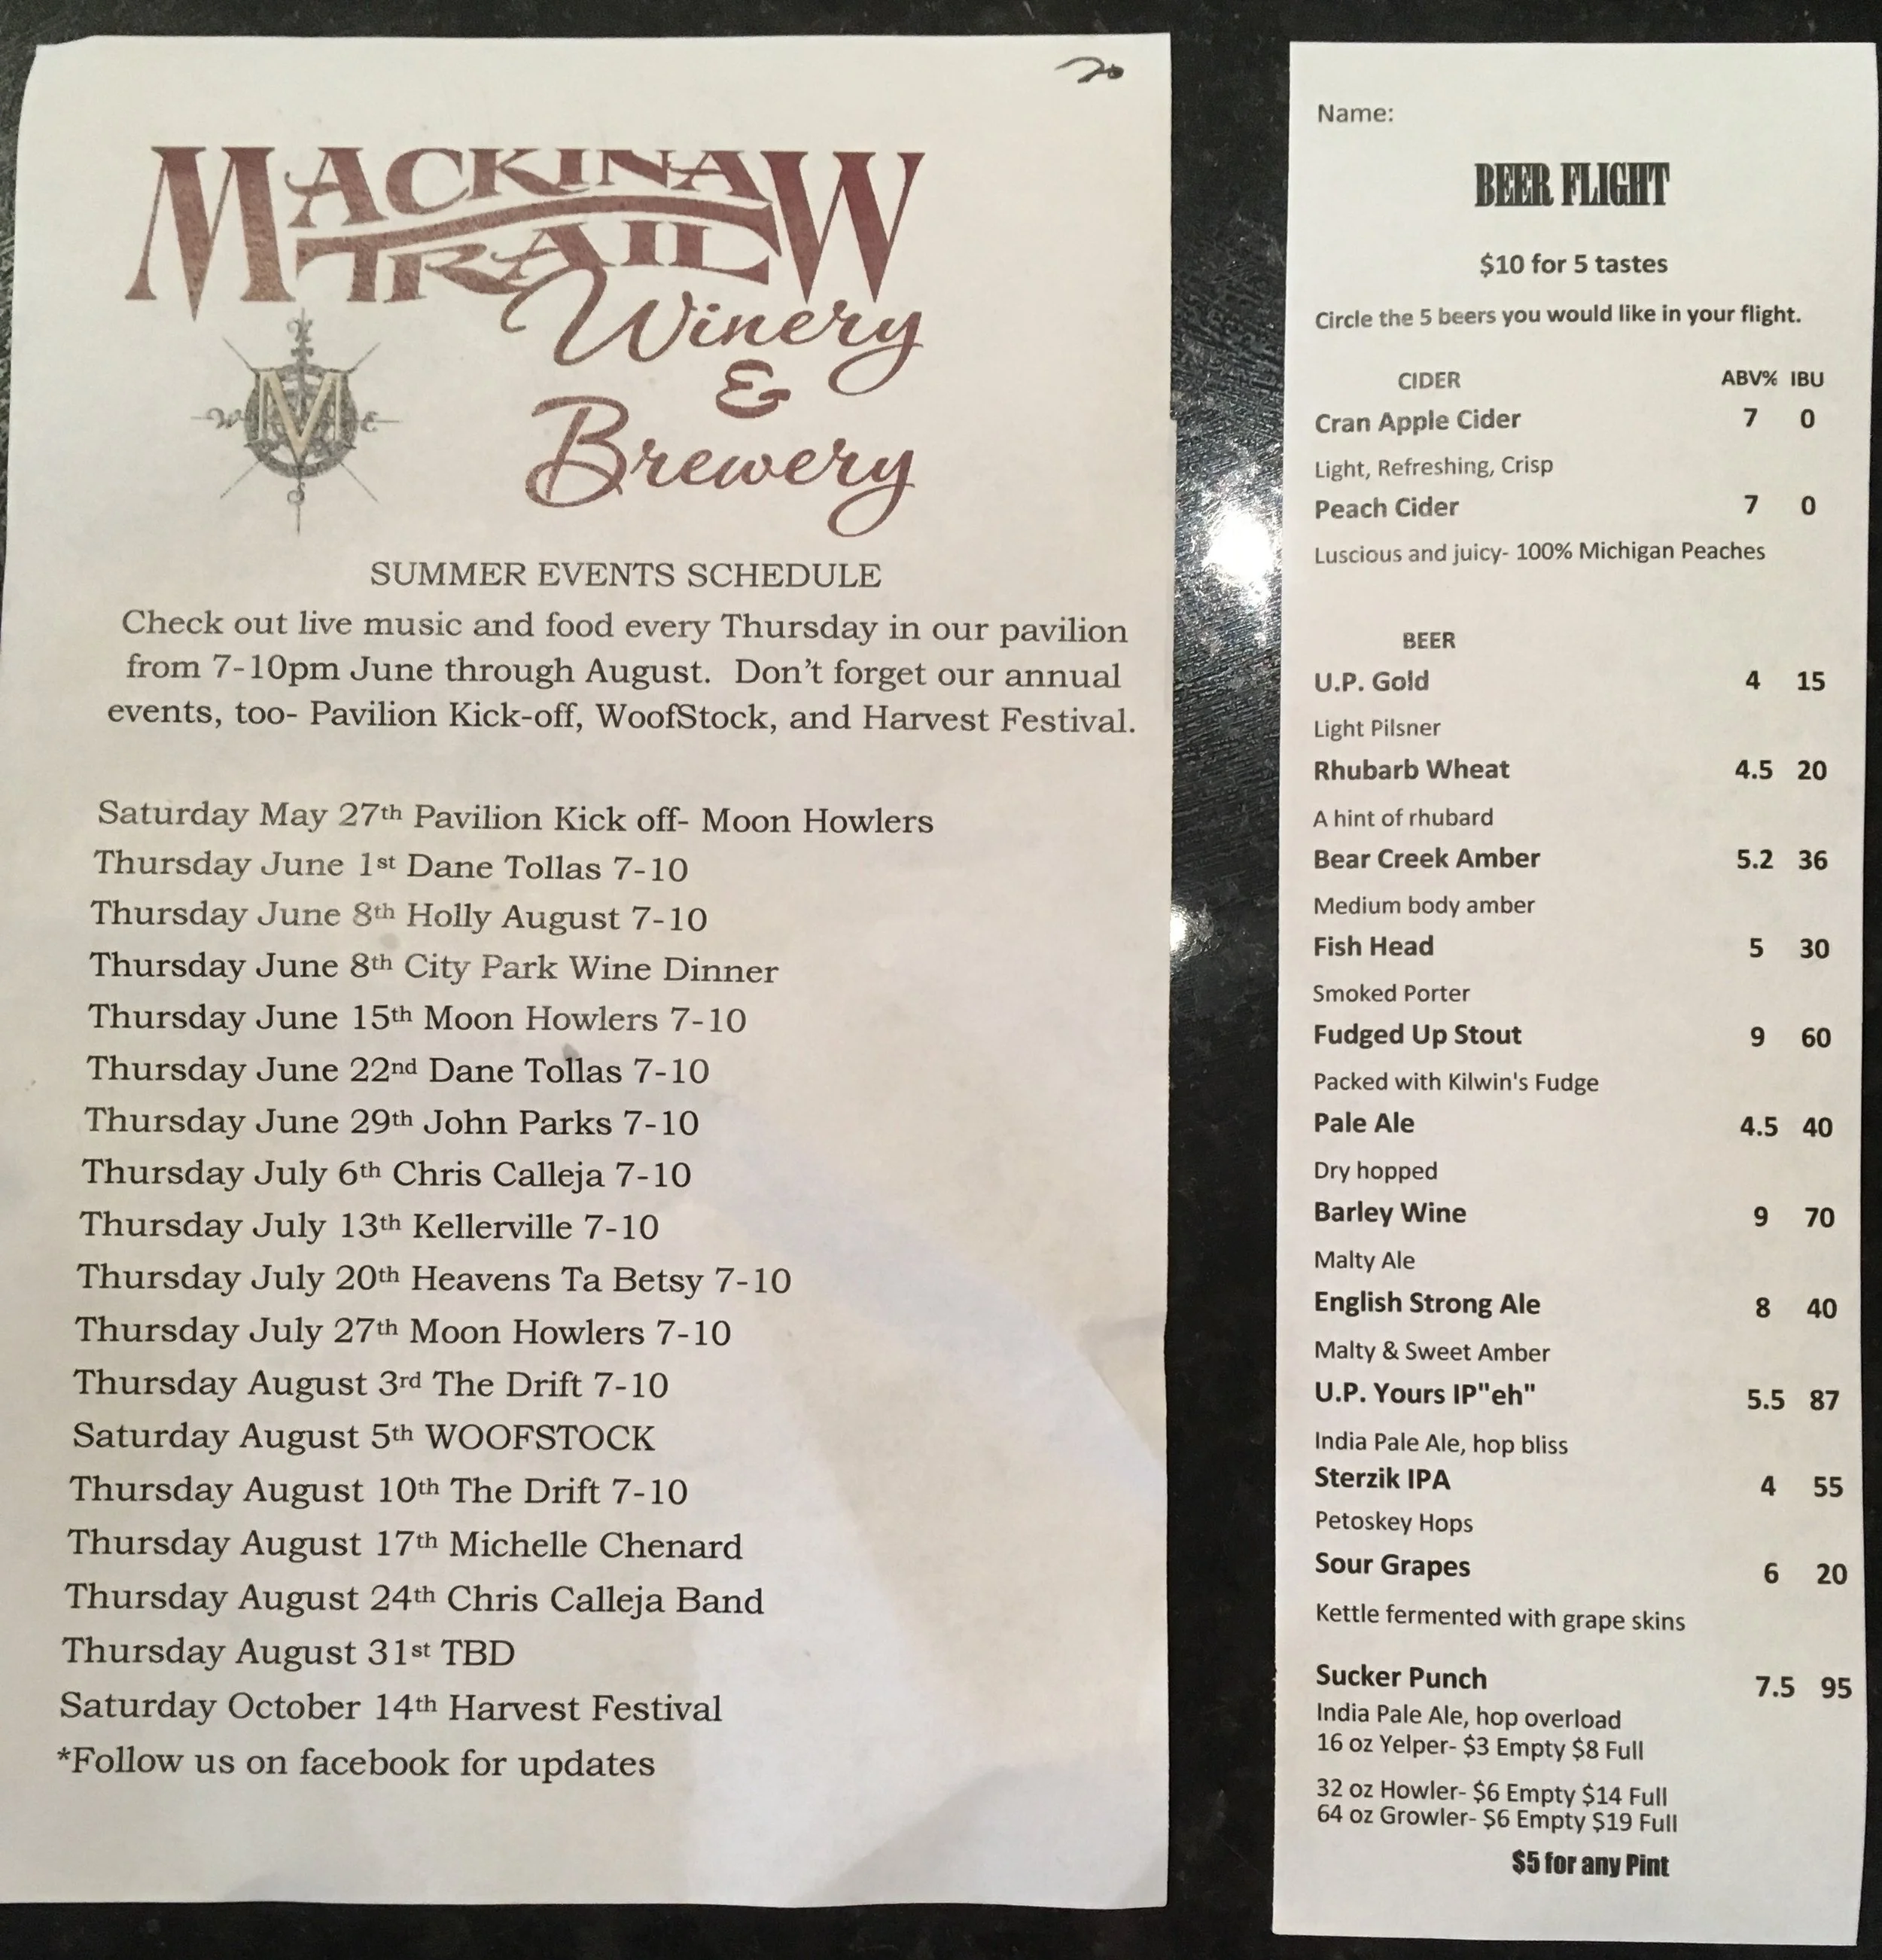 20
MACKINAW
TRAIL
Winery
&
Brewery
N
W M E
S
SUMMER EVENTS SCHEDULE
Check out live music and food every Thursday in our pavilion
from 7-10pm June through August. Don't forget our annual
events, too- Pavilion Kick-off, WoofStock, and Harvest Festival.
Saturday May 27th Pavilion Kick off- Moon Howlers
Thursday June 1st Dane Tollas 7-10
Thursday June 8th Holly August 7-10
Thursday June 8th City Park Wine Dinner
Thursday June 15th Moon Howlers 7-10
Thursday June 22nd Dane Tollas 7-10
Thursday June 29th John Parks 7-10
Thursday July 6th Chris Calleja 7-10
Thursday July 13th Kellerville 7-10
Thursday July 20th Heavens Ta Betsy 7-10
Thursday July 27th Moon Howlers 7-10
Thursday August 3rd The Drift 7-10
Saturday August 5th WOOFSTOCK
Thursday August 10th The Drift 7-10
Thursday August 17th Michelle Chenard
Thursday August 24th Chris Calleja Band
Thursday August 31st TBD
Saturday October 14th Harvest Festival
*Follow us on facebook for updates
Name:
BEER FLIGHT
$10 for 5 tastes
Circle the 5 beers you would like in your flight.
CIDER ABV% IBU
Cran Apple Cider 7 0
Light, Refreshing, Crisp
Peach Cider 7 0
Luscious and juicy- 100% Michigan Peaches
BEER
U.P. Gold 4 15
Light Pilsner
Rhubarb Wheat 4.5 20
A hint of rhubard
Bear Creek Amber 5.2 36
Medium body amber
Fish Head 5 30
Smoked Porter
Fudged Up Stout 9 60
Packed with Kilwin's Fudge
Pale Ale 4.5 40
Dry hopped
Barley Wine 9 70
Malty Ale
English Strong Ale 8 40
Malty & Sweet Amber
U.P. Yours IP"eh" 5.5 87
India Pale Ale, hop bliss
Sterzik IPA 4 55
Petoskey Hops
Sour Grapes 6 20
Kettle fermented with grape skins
Sucker Punch 7.5 95
India Pale Ale, hop overload
16 oz Yelper- $3 Empty $8 Full
32 oz Howler- $6 Empty $14 Full
64 oz Growler- $6 Empty $19 Full
$5 for any Pint